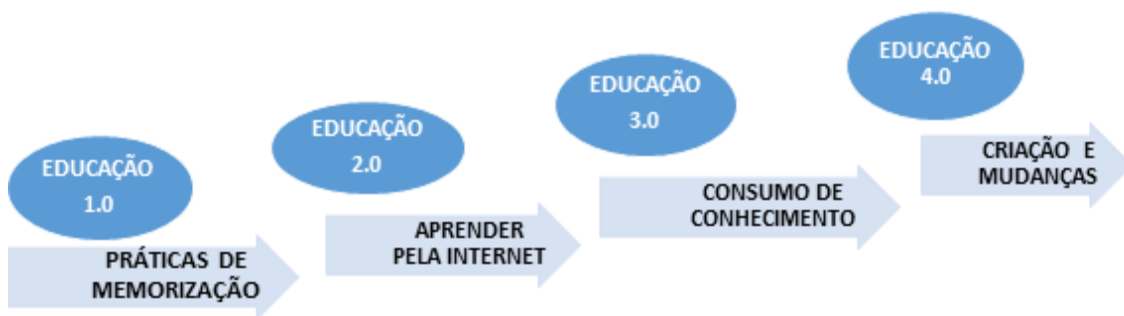 EDUCAÇÃO
1.0
PRÁTICAS DE
MEMORIZAÇÃO
EDUCAÇÃO
2.0
APRENDER
PELA INTERNET
EDUCAÇÃO
3.0
CONSUMO DE
CONHECIMENTO
EDUCAÇÃO
4.0
CRIAÇÃO E
MUDANÇAS